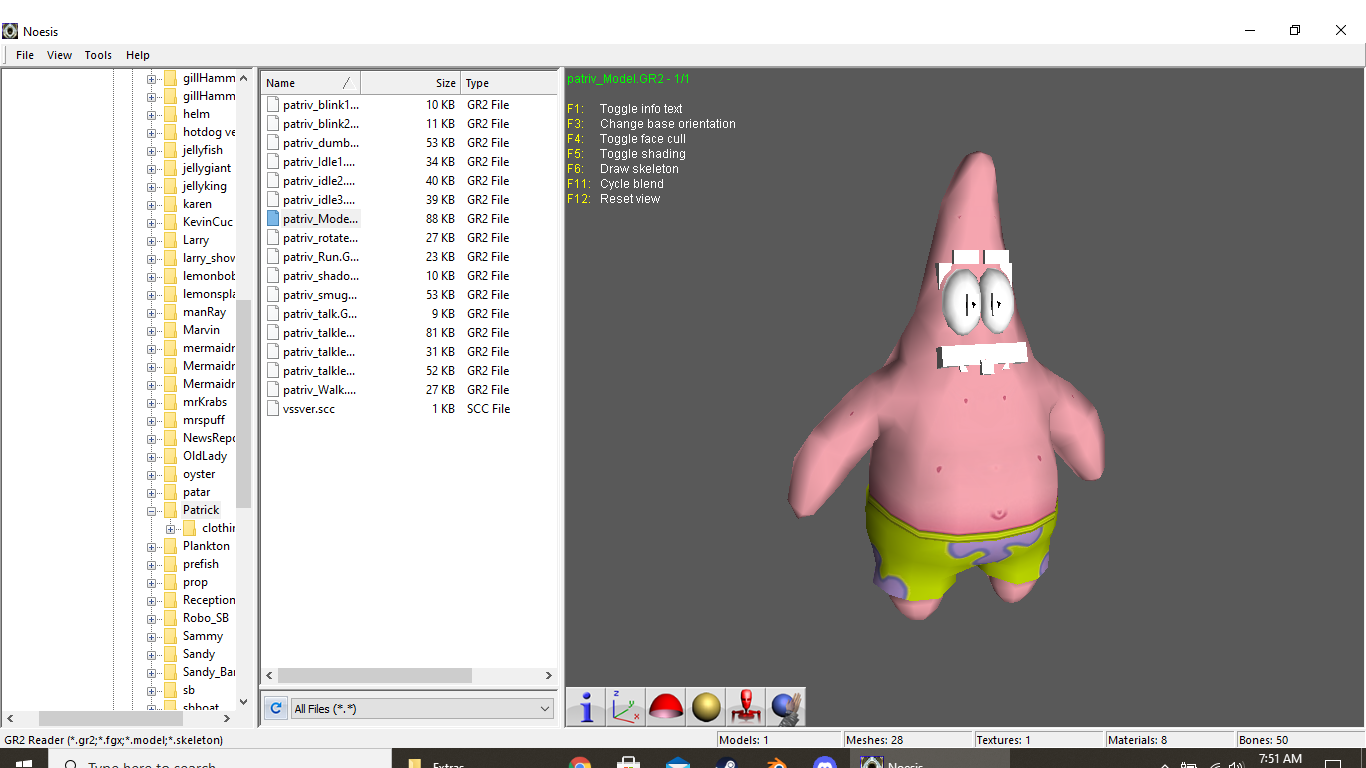 Noesis
File View Tools Help
gillHamm
gillHamm
helm
hotdog ve
jellyfish
jellygiant
jellyking
karen
KevinCuc
Larry
larry_show
lemonbob
lemonspla
manRay
Marvin
mermaidr
Mermaidr
Mermaidr
mrKrabs
mrspuff
NewsRepo
OldLady
oyster
patar
Patrick
clothir
Plankton
prefish
prop
Reception
Robo_SB
Sammy
Sandy
Sandy_Bar
sb
sbboat
Name Size Type
patriv_blink1... 10 KB GR2 File
patriv_blink2... 11 KB GR2 File
patriv_dumb... 53 KB GR2 File
patriv_Idle1.... 34 KB GR2 File
patriv_idle2.... 40 KB GR2 File
patriv_idle3.... 39 KB GR2 File
patriv_Mode... 88 KB GR2 File
patriv_rotate... 27 KB GR2 File
patriv_Run.G... 23 KB GR2 File
patriv_shado... 10 KB GR2 File
patriv_smug... 53 KB GR2 File
patriv_talk.G... 9 KB GR2 File
patriv_talkle... 81 KB GR2 File
patriv_talkle... 31 KB GR2 File
patriv_talkle... 52 KB GR2 File
patriv_Walk.... 27 KB GR2 File
vssver.scc 1 KB SCC File
All Files (*.*)
patriv_Model.GR2 - 1/1
F1: Toggle info text
F3: Change base orientation
F4: Toggle face cull
F5: Toggle shading
F6: Draw skeleton
F11: Cycle blend
F12: Reset view
z
y
x
GR2 Reader (*.gr2;*.fgx;*.model;*.skeleton) Models: 1 Meshes: 28 Textures: 1 Materials: 8 Bones: 50
Type here to search Extras Noesis 7:51 AM